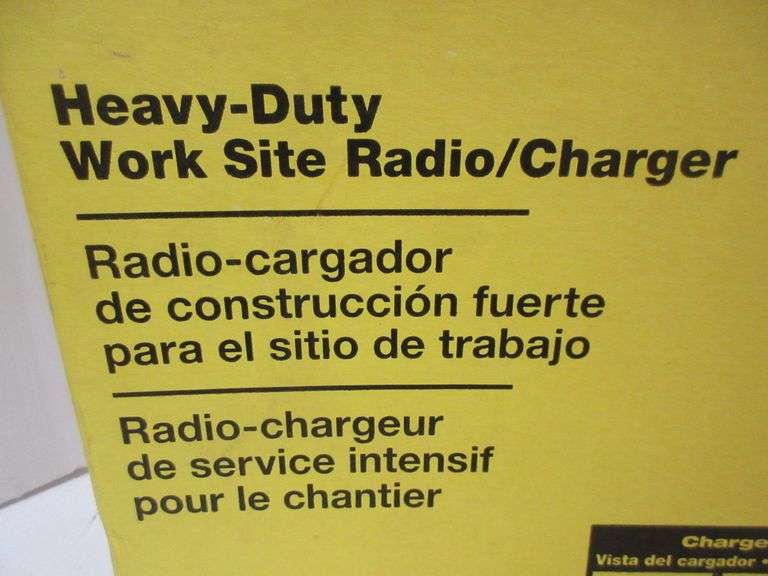 Heavy-Duty
Work Site Radio/Charger
Radio-cargador
de construcción fuerte
para el sitio de trabajo
Radio-chargeur
de service intensif
pour le chantier
Charge
Vista del cargador •